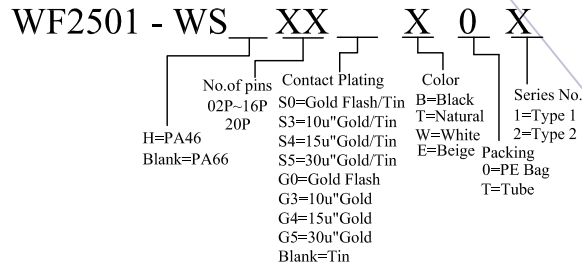 WF2501 - WS__ XX __ X 0 X
No.of pins
02P~16P
20P
H=PA46
Blank=PA66
Contact Plating
S0=Gold Flash/Tin
S3=10u"Gold/Tin
S4=15u"Gold/Tin
S5=30u"Gold/Tin
G0=Gold Flash
G3=10u"Gold
G4=15u"Gold
G5=30u"Gold
Blank=Tin
Color
B=Black
T=Natural
W=White
E=Beige
Packing
0=PE Bag
T=Tube
Series No.
1=Type 1
2=Type 2